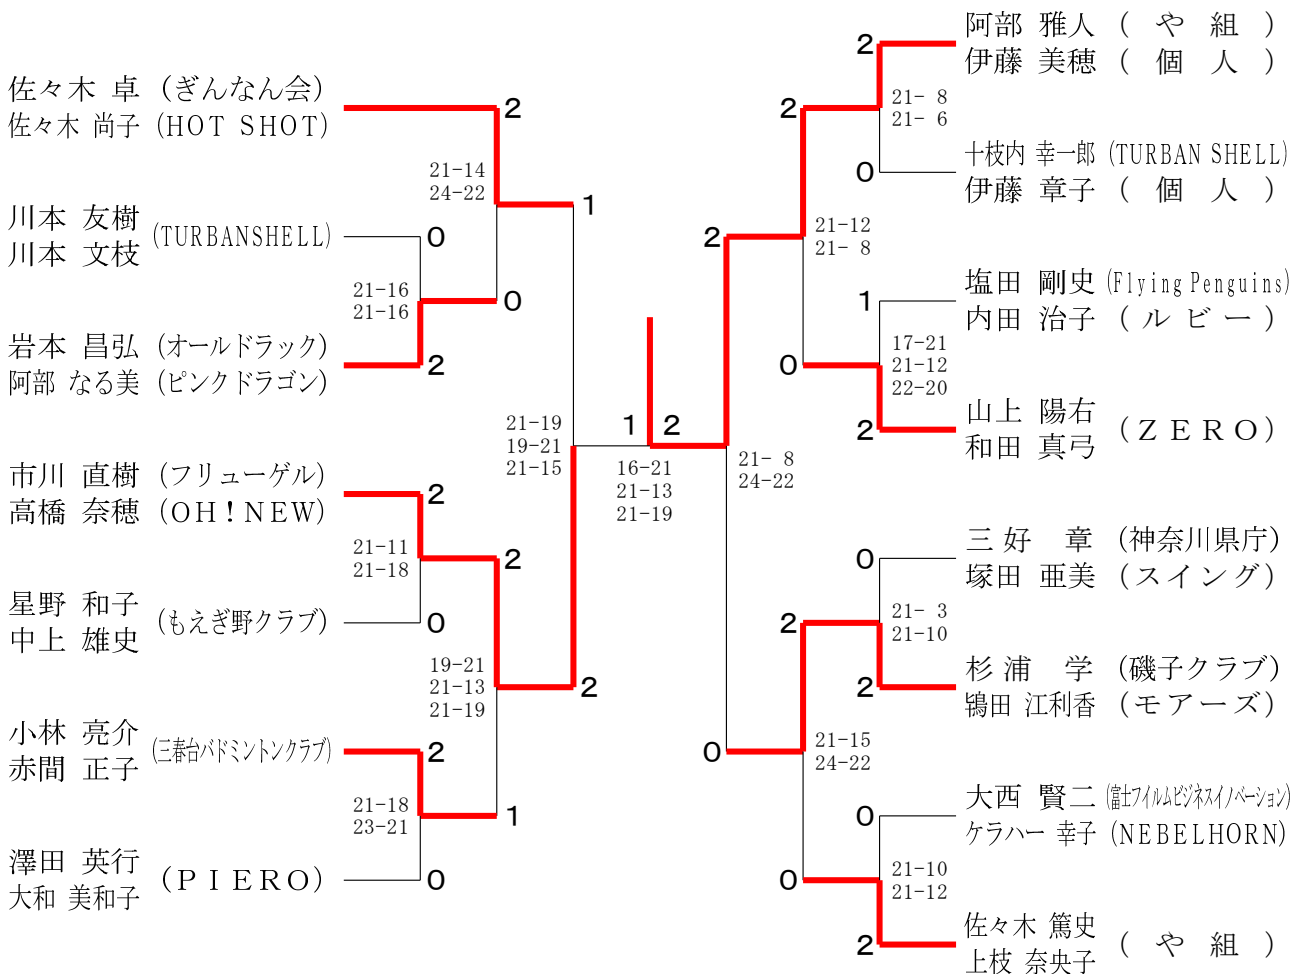 佐々木 卓 (ぎんなん会)
佐々木 尚子 (HOT SHOT)
2
21-14
24-22
川本 友樹
川本 文枝
(TURBANSHELL)
0
21-16
21-16
0
岩本 昌弘 (オールドラック)
阿部 なる美 (ピンクドラゴン)
2
1
21-19
19-21
21-15
市川 直樹 (フリューゲル)
高橋 奈穂 (OH!NEW)
2
21-11
21-18
2
星野 和子
中上 雄史
(もえぎ野クラブ)
0
19-21
21-13
21-19
2
小林 亮介
赤間 正子
(三春台バドミントンクラブ)
2
21-18
23-21
1
澤田 英行
大和 美和子
(PIERO)
0
1 2
16-21
21-13
21-19
阿部 雅人 (や組)
伊藤 美穂 (個人)
2
21- 8
21- 6
2
十枝内 幸一郎 (TURBAN SHELL)
伊藤 章子 (個人)
0
21-12
21- 8
2
塩田 剛史 (Flying Penguins)
内田 治子 (ルビー)
1
17-21
21-12
22-20
0
山上 陽右
和田 真弓
(ZERO)
2
21- 8
24-22
三好 章 (神奈川県庁)
塚田 亜美 (スイング)
0
21- 3
21-10
2
杉浦 学 (磯子クラブ)
鴇田 江利香 (モアーズ)
2
0
21-15
24-22
大西 賢二 (富士フイルムビジネスイノベーション)
ケラハー 幸子 (NEBELHORN)
0
21-10
21-12
0
佐々木 篤史
上枝 奈央子
(や組)
2